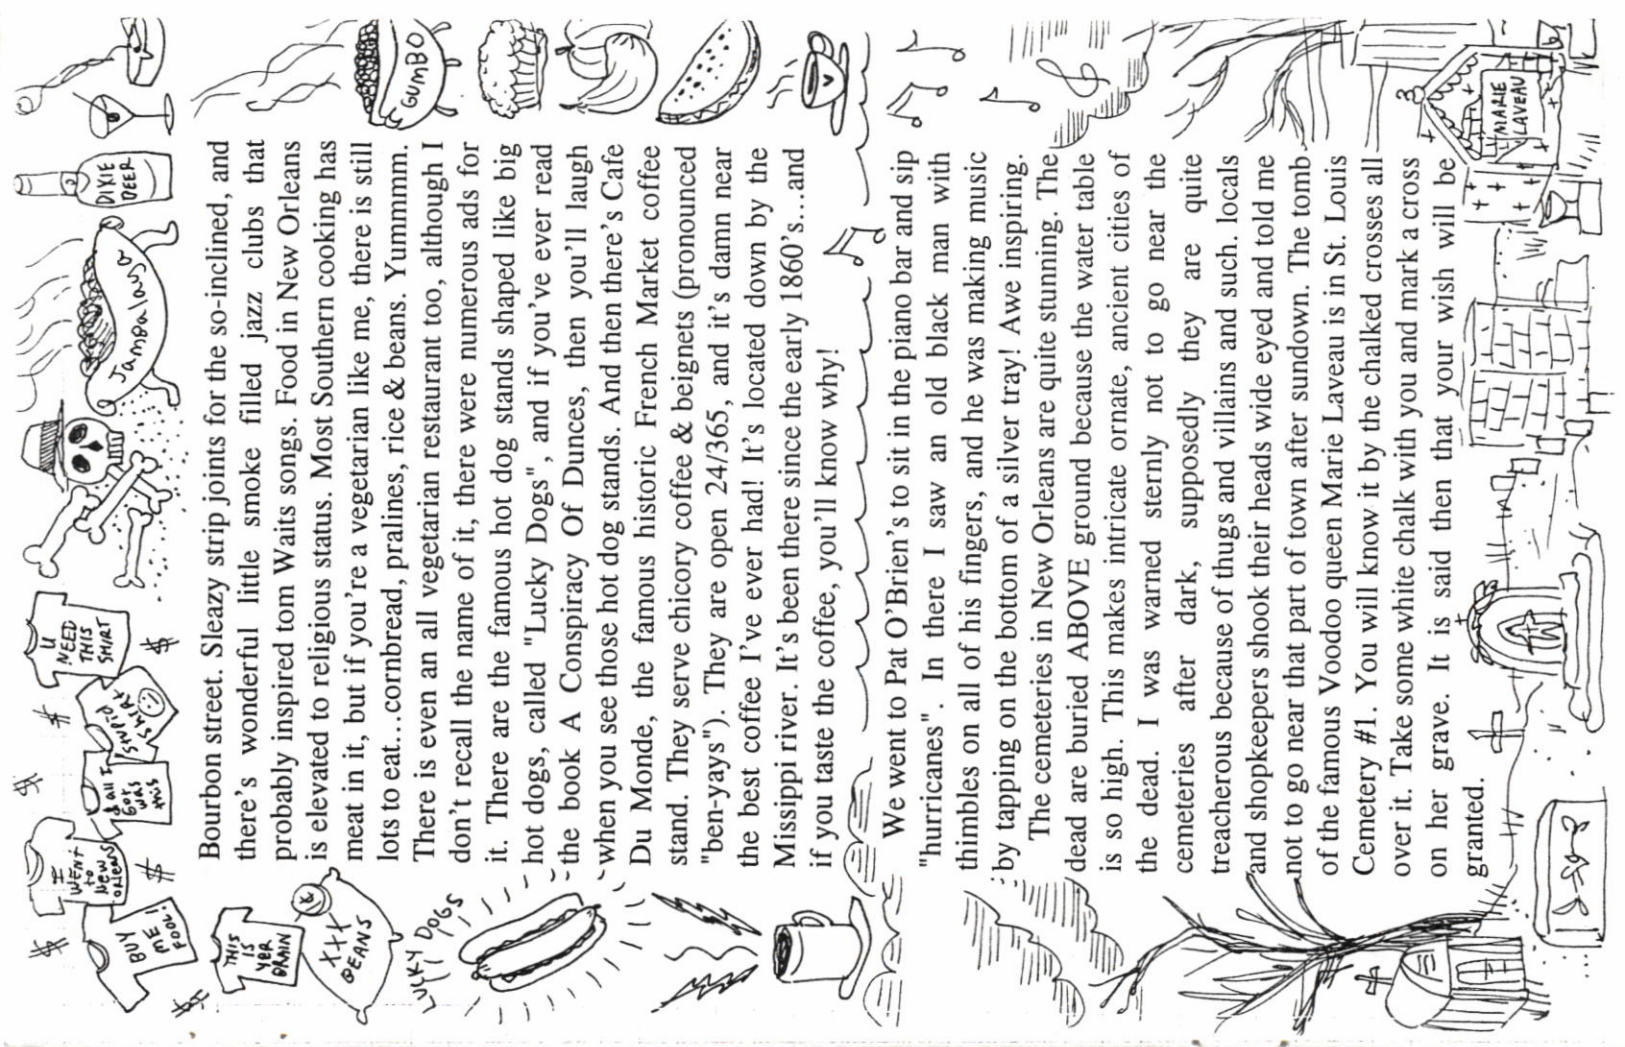 DIXIE
BEER
Jambalaya
U
NEED
THIS
SHIRT
$
STUPID
SHIRT
$
& all I
GoT
was
this
$
I
WENT
to
NEW
ORLEANS
$
BUY
ME!
FOOL!
$
$
Bourbon street. Sleazy strip joints for the so-inclined, and
there's wonderful little smoke filled jazz clubs that
probably inspired tom Waits songs. Food in New Orleans
is elevated to religious status. Most Southern cooking has
meat in it, but if you're a vegetarian like me, there is still
lots to eat...cornbread, pralines, rice & beans. Yummmm.
There is even an all vegetarian restaurant too, although I
don't recall the name of it, there were numerous ads for
it. There are the famous hot dog stands shaped like big
hot dogs, called "Lucky Dogs", and if you've ever read
the book A Conspiracy Of Dunces, then you'll laugh
when you see those hot dog stands. And then there's Cafe
Du Monde, the famous historic French Market coffee
stand. They serve chicory coffee & beignets (pronounced
"ben-yays"). They are open 24/365, and it's damn near
the best coffee I've ever had! It's located down by the
Missippi river. It's been there since the early 1860's...and
if you taste the coffee, you'll know why!
THIS
IS
YER
BRAIN
XXX
BEANS
LUCKY DOGS
GUMBO
We went to Pat O'Brien's to sit in the piano bar and sip
"hurricanes". In there I saw an old black man with
thimbles on all of his fingers, and he was making music
by tapping on the bottom of a silver tray! Awe inspiring.
The cemeteries in New Orleans are quite stunning. The
dead are buried ABOVE ground because the water table
is so high. This makes intricate ornate, ancient cities of
the dead. I was warned sternly not to go near the
cemeteries after dark, supposedly they are quite
treacherous because of thugs and villains and such. locals
and shopkeepers shook their heads wide eyed and told me
not to go near that part of town after sundown. The tomb
of the famous Voodoo queen Marie Laveau is in St. Louis
Cemetery #1. You will know it by the chalked crosses all
over it. Take some white chalk with you and mark a cross
on her grave. It is said then that your wish will be
granted.
MARIE
LAVEAU